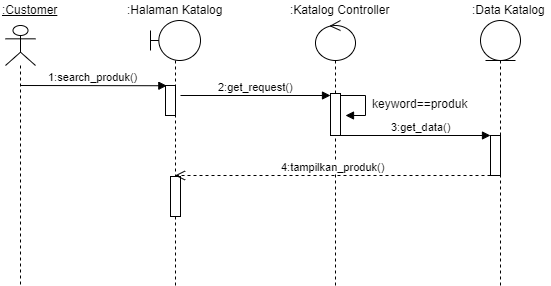 :Customer
:Halaman Katalog
:Katalog Controller
:Data Katalog
1:search_produk()
2:get_request()
keyword==produk
3:get_data()
4:tampilkan_produk()